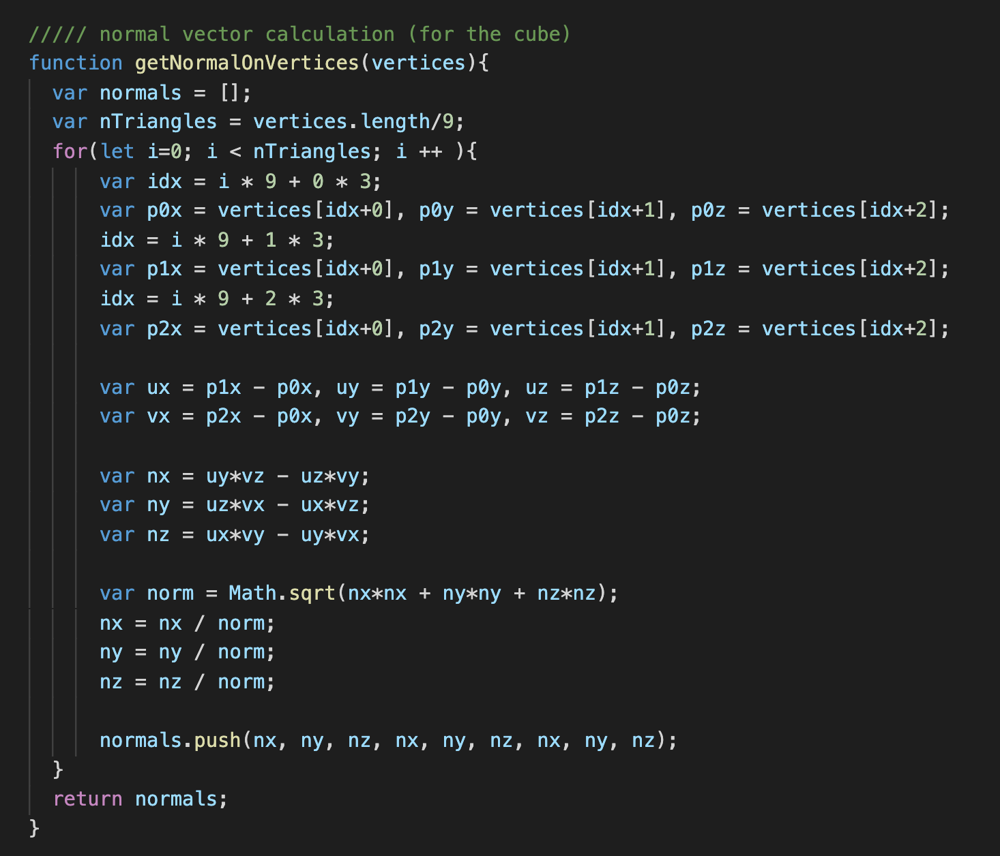 ///// normal vector calculation (for the cube)
function getNormalOnVertices(vertices){
  var normals = [];
  var nTriangles = vertices.length/9;
  for(let i=0; i < nTriangles; i ++ ){
      var idx = i * 9 + 0 * 3;
      var p0x = vertices[idx+0], p0y = vertices[idx+1], p0z = vertices[idx+2];
      idx = i * 9 + 1 * 3;
      var p1x = vertices[idx+0], p1y = vertices[idx+1], p1z = vertices[idx+2];
      idx = i * 9 + 2 * 3;
      var p2x = vertices[idx+0], p2y = vertices[idx+1], p2z = vertices[idx+2];

      var ux = p1x - p0x, uy = p1y - p0y, uz = p1z - p0z;
      var vx = p2x - p0x, vy = p2y - p0y, vz = p2z - p0z;

      var nx = uy*vz - uz*vy;
      var ny = uz*vx - ux*vz;
      var nz = ux*vy - uy*vx;

      var norm = Math.sqrt(nx*nx + ny*ny + nz*nz);
      nx = nx / norm;
      ny = ny / norm;
      nz = nz / norm;

      normals.push(nx, ny, nz, nx, ny, nz, nx, ny, nz);
  }
  return normals;
}